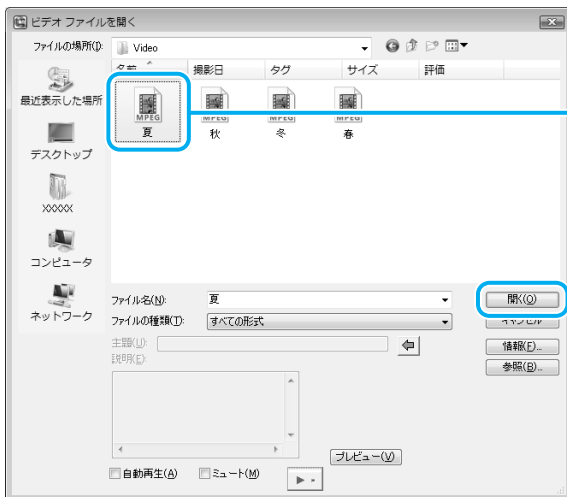 ビデオ ファイルを開く
ファイルの場所(I):
Video
名前
撮影日
タグ
サイズ
評価
最近表示した場所
デスクトップ
XXXXX
コンピュータ
ネットワーク
MPEG
夏
MPEG
秋
MPEG
冬
MPEG
春
ファイル名(N):
夏
開く(O)
ファイルの種類(T):
すべての形式
キャンセル
主題(U):
情報(F)...
説明(E):
参照(B)...
プレビュー(V)
自動再生(A)
ミュート(M)